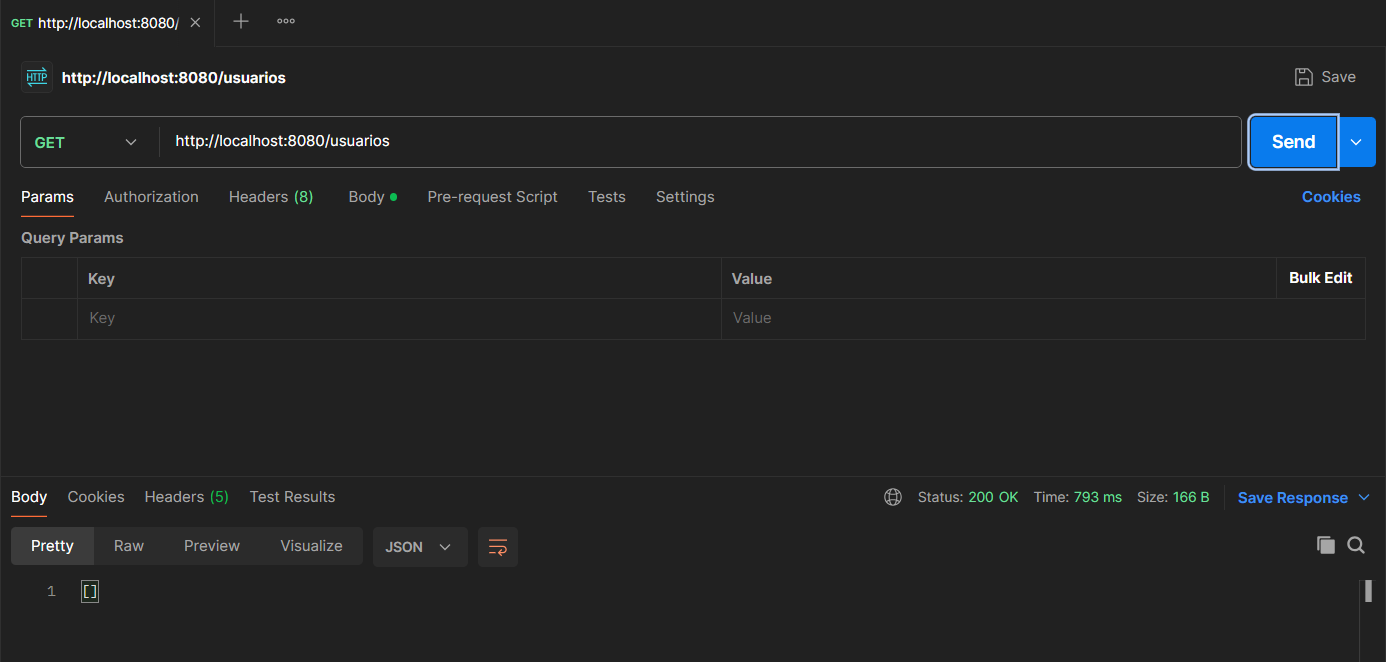 GET http://localhost:8080/
HTTP http://localhost:8080/usuarios Save
GET http://localhost:8080/usuarios Send
Params Authorization Headers (8) Body Pre-request Script Tests Settings Cookies
Query Params
Key Value Bulk Edit
Key Value
Body Cookies Headers (5) Test Results Status: 200 OK Time: 793 ms Size: 166 B Save Response
Pretty Raw Preview Visualize JSON
1 []